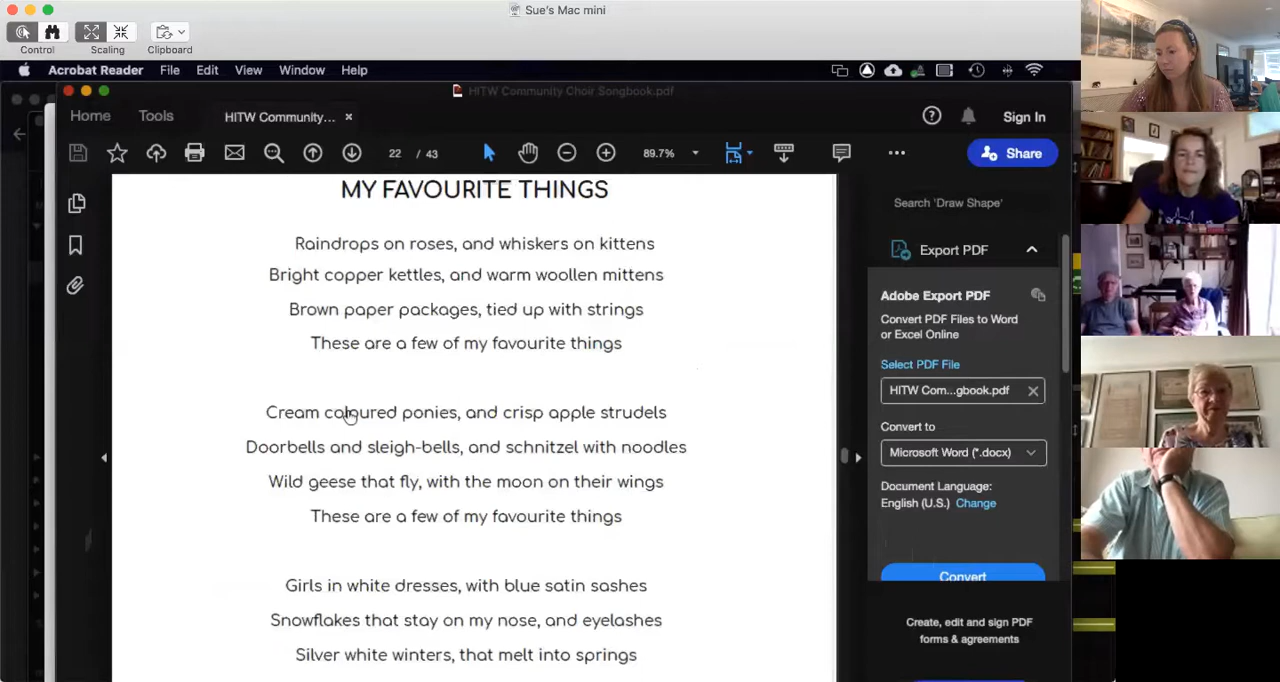 Sue's Mac mini
Control
Scaling
Clipboard
Acrobat Reader File Edit View Window Help
HITW Community Choir Songbook.pdf
Home Tools HITW Community... × Sign In
22 / 43 89.7% Share
MY FAVOURITE THINGS
Raindrops on roses, and whiskers on kittens
Bright copper kettles, and warm woollen mittens
Brown paper packages, tied up with strings
These are a few of my favourite things
Cream coloured ponies, and crisp apple strudels
Doorbells and sleigh-bells, and schnitzel with noodles
Wild geese that fly, with the moon on their wings
These are a few of my favourite things
Girls in white dresses, with blue satin sashes
Snowflakes that stay on my nose, and eyelashes
Silver white winters, that melt into springs
Search 'Draw Shape'
Export PDF
Adobe Export PDF
Convert PDF Files to Word
or Excel Online
Select PDF File
HITW Com...gbook.pdf
Convert to
Microsoft Word (*.docx)
Document Language:
English (U.S.) Change
Convert
Create, edit and sign PDF
forms & agreements